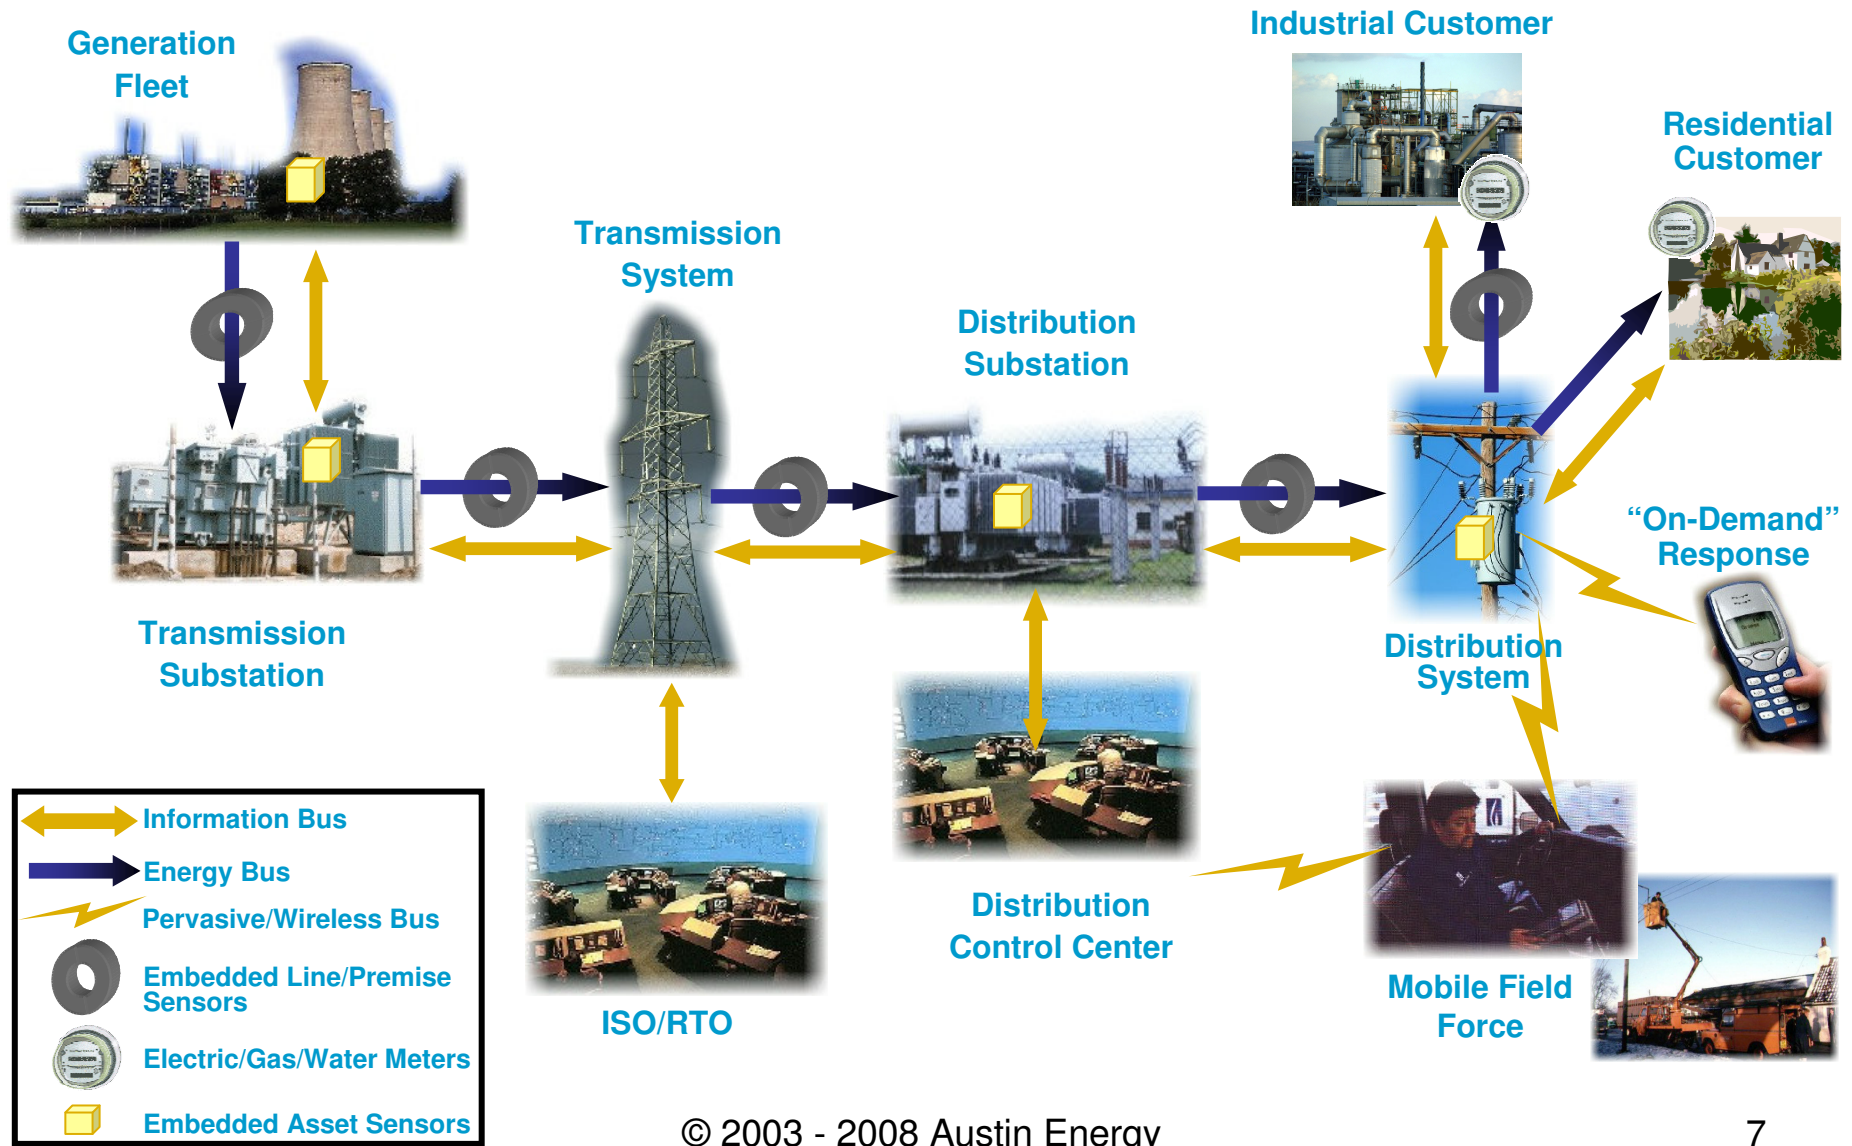 Generation
Fleet
Industrial Customer
Residential
Customer
Transmission
System
Distribution
Substation
“On-Demand”
Response
Transmission
Substation
Distribution
System
Information Bus
Energy Bus
Pervasive/Wireless Bus
Embedded Line/Premise
Sensors
Electric/Gas/Water Meters
Embedded Asset Sensors
ISO/RTO
Distribution
Control Center
Mobile Field
Force
© 2003 - 2008 Austin Energy
7